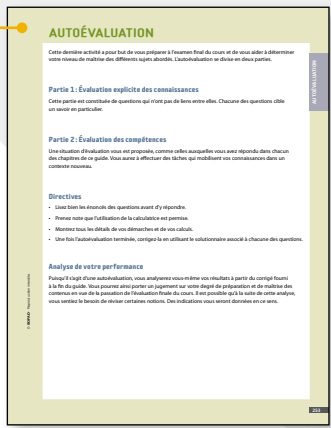 AUTOÉVALUATION
Cette dernière activité a pour but de vous préparer à l'examen final du cours et de vous aider à déterminer
votre niveau de maîtrise des différents sujets abordés. L'autoévaluation se divise en deux parties.
AUTOÉVALUATION
Partie 1 : Évaluation explicite des connaissances
Cette partie est constituée de questions qui n'ont pas de liens entre elles. Chacune des questions cible
un savoir en particulier.
Partie 2 : Évaluation des compétences
Une situation d'évaluation vous est proposée, comme celles auxquelles vous avez répondu dans chacun
des chapitres de ce guide. Vous aurez à effectuer des tâches qui mobilisent vos connaissances dans un
contexte nouveau.
Directives
• Lisez bien les énoncés des questions avant d'y répondre.
• Prenez note que l'utilisation de la calculatrice est permise.
• Montrez tous les détails de vos démarches et de vos calculs.
• Une fois l'autoévaluation terminée, corrigez-la en utilisant le solutionnaire associé à chacune des questions.
Analyse de votre performance
Puisqu'il s'agit d'une autoévaluation, vous analyserez vous-même vos résultats à partir du corrigé fourni
à la fin du guide. Vous pourrez ainsi porter un jugement sur votre degré de préparation et de maîtrise des
contenus en vue de la passation de l'évaluation finale du cours. Il est possible qu'à la suite de cette analyse,
vous sentiez le besoin de réviser certaines notions. Des indications vous seront données en ce sens.
© SOFAD
253